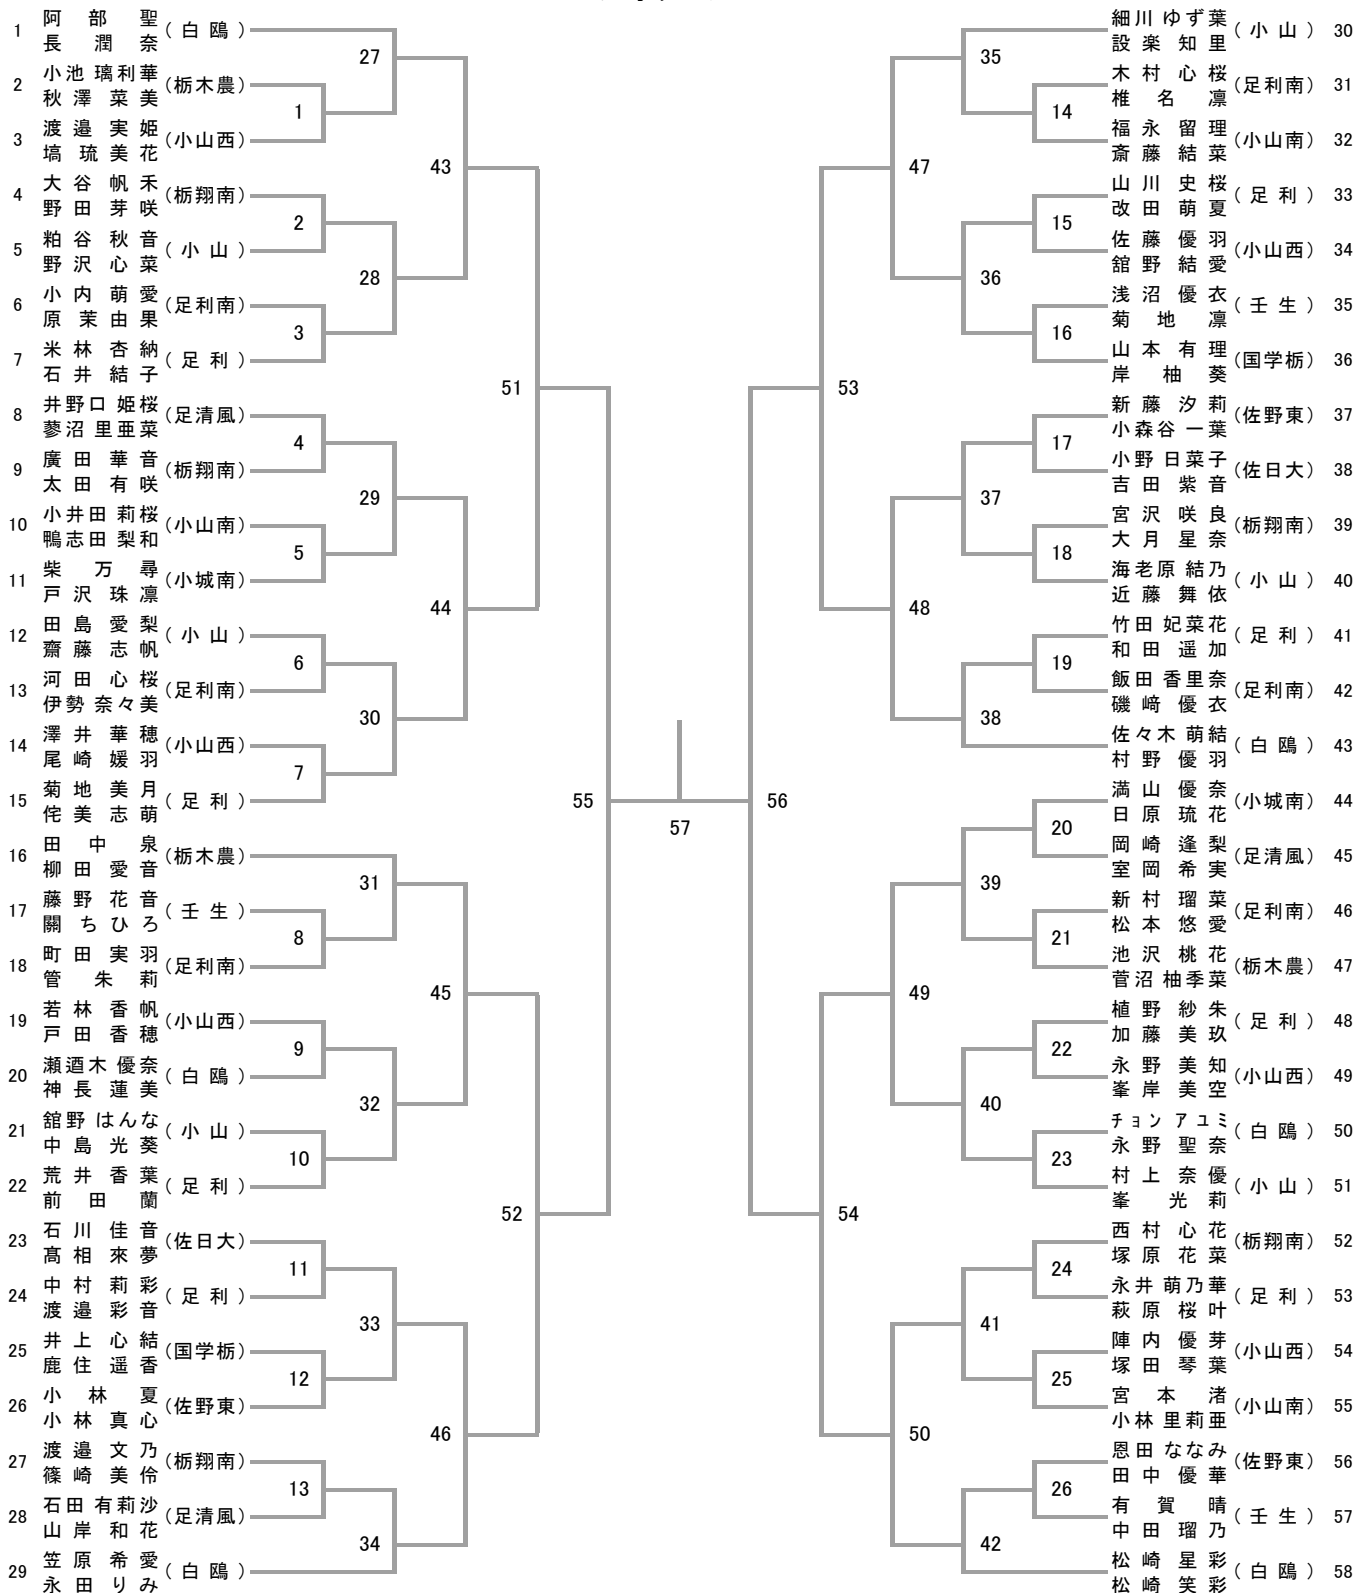 1 阿部聖 長潤奈 (白鴎)
2 小池璃利華 秋澤菜美 (栃木農)
3 渡邉実姫 塙琉美花 (小山西)
4 大谷帆禾 野田芽咲 (栃翔南)
5 粕谷秋音 野沢心菜 (小山)
6 小内萌愛 原茉由果 (足利南)
7 米林杏納 石井結子 (足利)
8 井野口姫桜 蓼沼里亜菜 (足清風)
9 廣田華音 太田有咲 (栃翔南)
10 小井田莉桜 鴨志田梨和 (小山南)
11 柴万尋 戸沢珠凛 (小城南)
12 田島愛梨 齋藤志帆 (小山)
13 河田心桜 伊勢奈々美 (足利南)
14 澤井華穂 尾崎媛羽 (小山西)
15 菊地美月 侘美志萌 (足利)
16 田中泉 柳田愛音 (栃木農)
17 藤野花音 關ちひろ (壬生)
18 町田実羽 管朱莉 (足利南)
19 若林香帆 戸田香穂 (小山西)
20 瀬迺木優奈 神長蓮美 (白鴎)
21 舘野はんな 中島光葵 (小山)
22 荒井香葉 前田蘭 (足利)
23 石川佳音 髙相來夢 (佐日大)
24 中村莉彩 渡邉彩音 (足利)
25 井上心結 鹿住遥香 (国学栃)
26 小林夏 小林真心 (佐野東)
27 渡邉文乃 篠崎美伶 (栃翔南)
28 石田有莉沙 山岸和花 (足清風)
29 笠原希愛 永田りみ (白鴎)
27
1
43
2
28
3
51
4
29
5
44
6
30
7
55
31
8
45
9
32
10
52
11
33
12
46
13
34
57
35
14
47
15
36
16
53
17
37
18
48
19
38
56
20
39
21
49
22
40
23
54
24
41
25
50
26
42
細川ゆず葉 設楽知里 (小山) 30
木村心桜 椎名凛 (足利南) 31
福永留理 斎藤結菜 (小山南) 32
山川史桜 改田萌夏 (足利) 33
佐藤優羽 舘野結愛 (小山西) 34
浅沼優衣 菊地凛 (壬生) 35
山本有理 岸柚葵 (国学栃) 36
新藤汐莉 小森谷一葉 (佐野東) 37
小野日菜子 吉田紫音 (佐日大) 38
宮沢咲良 大月星奈 (栃翔南) 39
海老原結乃 近藤舞依 (小山) 40
竹田妃菜花 和田遥加 (足利) 41
飯田香里奈 磯﨑優衣 (足利南) 42
佐々木萌結 村野優羽 (白鴎) 43
満山優奈 日原琉花 (小城南) 44
岡崎逢梨 室岡希実 (足清風) 45
新村瑠菜 松本悠愛 (足利南) 46
池沢桃花 菅沼柚季菜 (栃木農) 47
植野紗朱 加藤美玖 (足利) 48
永野美知 峯岸美空 (小山西) 49
チョンアユミ 永野聖奈 (白鴎) 50
村上奈優 峯光莉 (小山) 51
西村心花 塚原花菜 (栃翔南) 52
永井萌乃華 萩原桜叶 (足利) 53
陣内優芽 塚田琴葉 (小山西) 54
宮本渚 小林里莉亜 (小山南) 55
恩田ななみ 田中優華 (佐野東) 56
有賀晴 中田瑠乃 (壬生) 57
松崎星彩 松崎笑彩 (白鴎) 58